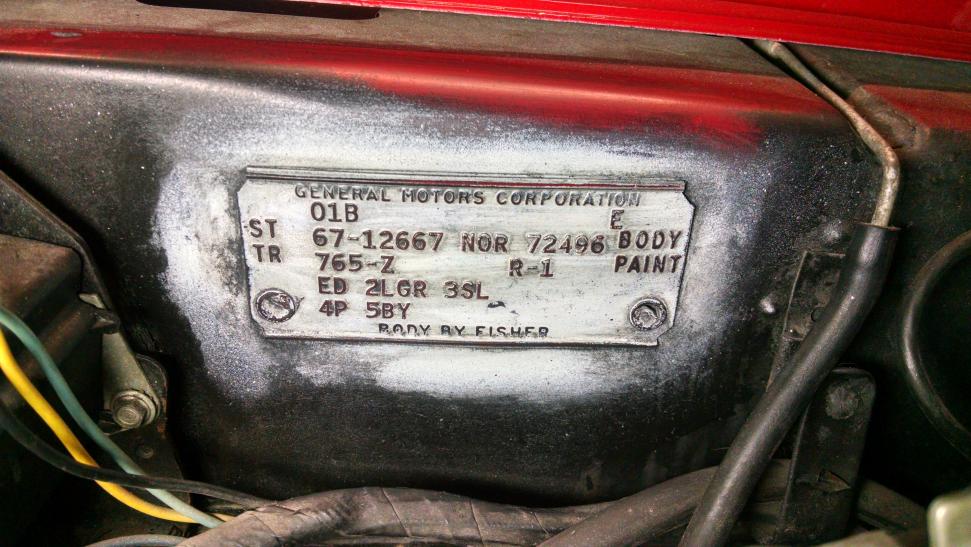 GENERAL MOTORS CORPORATION
01B E
ST 67-12667 NOR 72496 BODY
TR 765-Z R-1 PAINT
ED 2LGR 3SL
4P 5BY
BODY BY FISHER